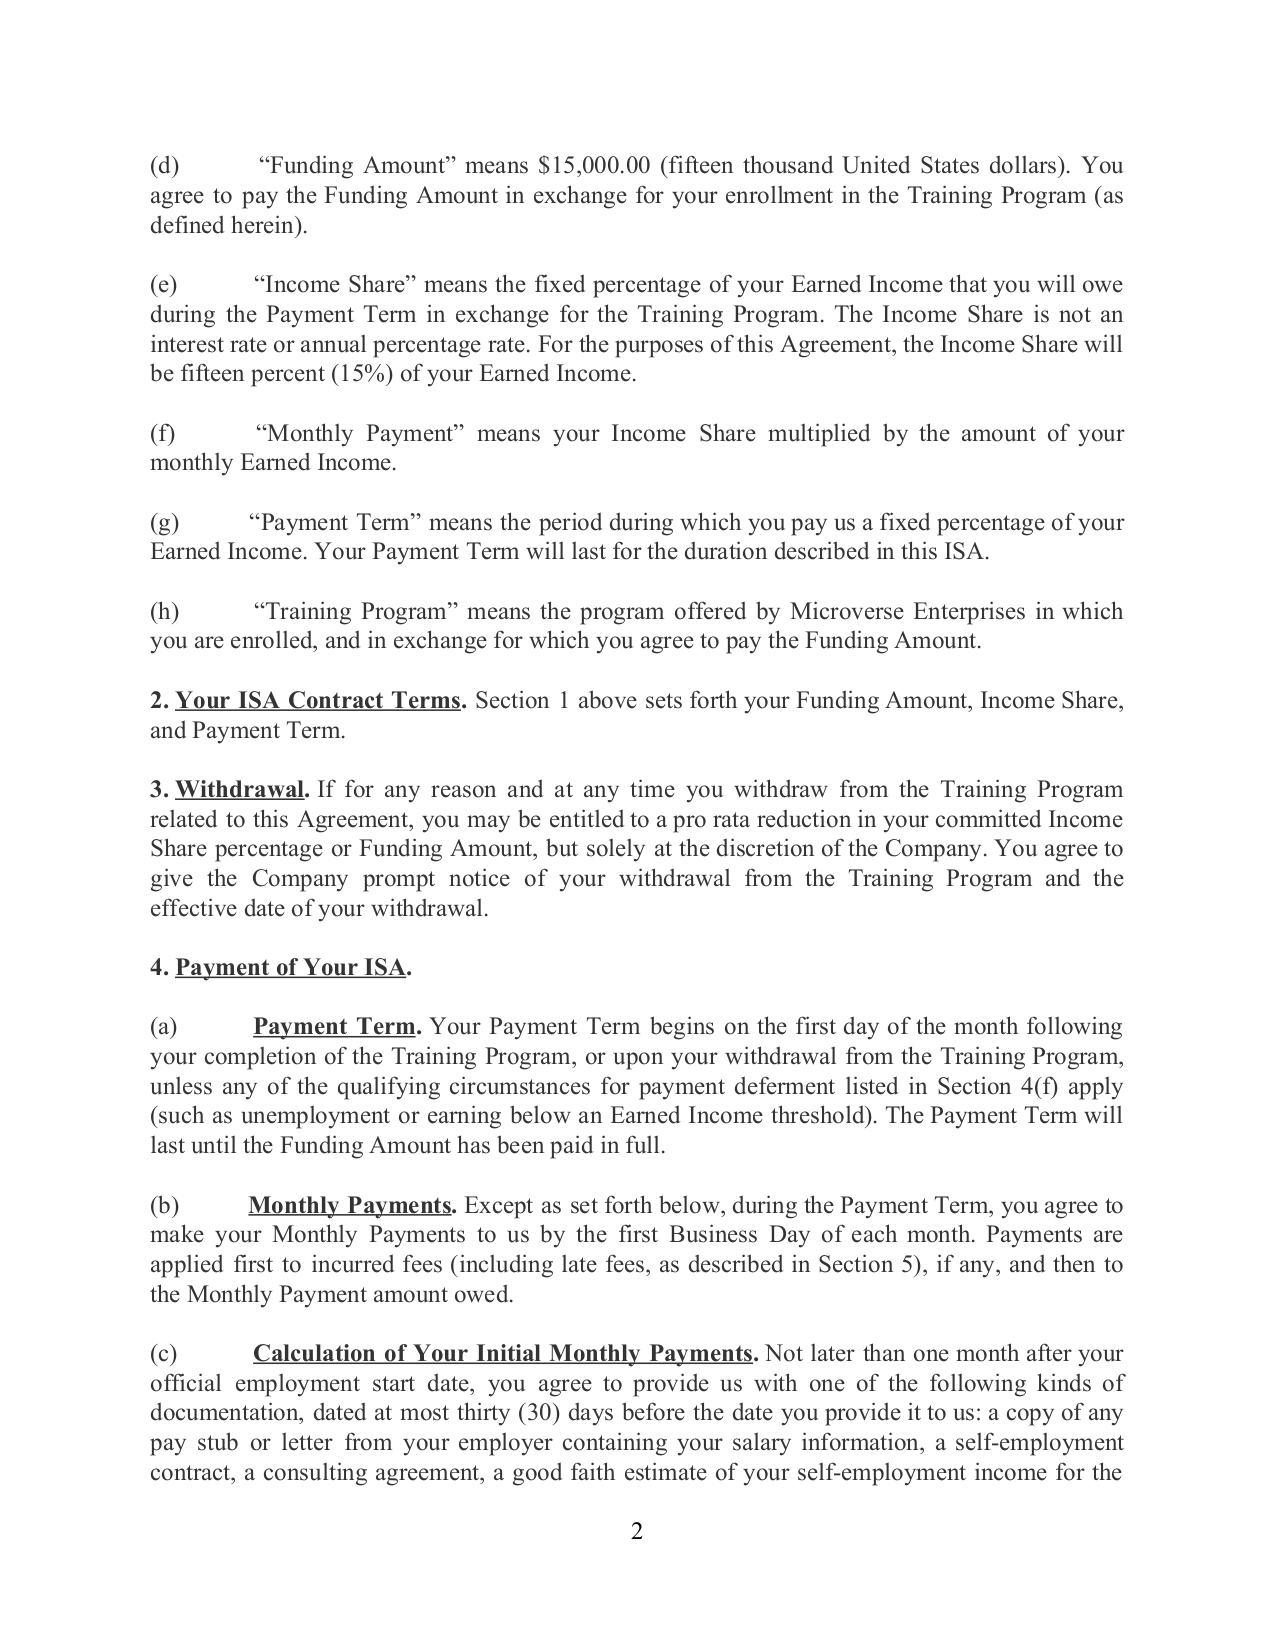 (d) “Funding Amount” means $15,000.00 (fifteen thousand United States dollars). You
agree to pay the Funding Amount in exchange for your enrollment in the Training Program (as
defined herein).
(e) “Income Share” means the fixed percentage of your Earned Income that you will owe
during the Payment Term in exchange for the Training Program. The Income Share is not an
interest rate or annual percentage rate. For the purposes of this Agreement, the Income Share will
be fifteen percent (15%) of your Earned Income.
(f) “Monthly Payment” means your Income Share multiplied by the amount of your
monthly Earned Income.
(g) “Payment Term” means the period during which you pay us a fixed percentage of your
Earned Income. Your Payment Term will last for the duration described in this ISA.
(h) “Training Program” means the program offered by Microverse Enterprises in which
you are enrolled, and in exchange for which you agree to pay the Funding Amount.
2. Your ISA Contract Terms. Section 1 above sets forth your Funding Amount, Income Share,
and Payment Term.
3. Withdrawal. If for any reason and at any time you withdraw from the Training Program
related to this Agreement, you may be entitled to a pro rata reduction in your committed Income
Share percentage or Funding Amount, but solely at the discretion of the Company. You agree to
give the Company prompt notice of your withdrawal from the Training Program and the
effective date of your withdrawal.
4. Payment of Your ISA.
(a) Payment Term. Your Payment Term begins on the first day of the month following
your completion of the Training Program, or upon your withdrawal from the Training Program,
unless any of the qualifying circumstances for payment deferment listed in Section 4(f) apply
(such as unemployment or earning below an Earned Income threshold). The Payment Term will
last until the Funding Amount has been paid in full.
(b) Monthly Payments. Except as set forth below, during the Payment Term, you agree to
make your Monthly Payments to us by the first Business Day of each month. Payments are
applied first to incurred fees (including late fees, as described in Section 5), if any, and then to
the Monthly Payment amount owed.
(c) Calculation of Your Initial Monthly Payments. Not later than one month after your
official employment start date, you agree to provide us with one of the following kinds of
documentation, dated at most thirty (30) days before the date you provide it to us: a copy of any
pay stub or letter from your employer containing your salary information, a self-employment
contract, a consulting agreement, a good faith estimate of your self-employment income for the
2